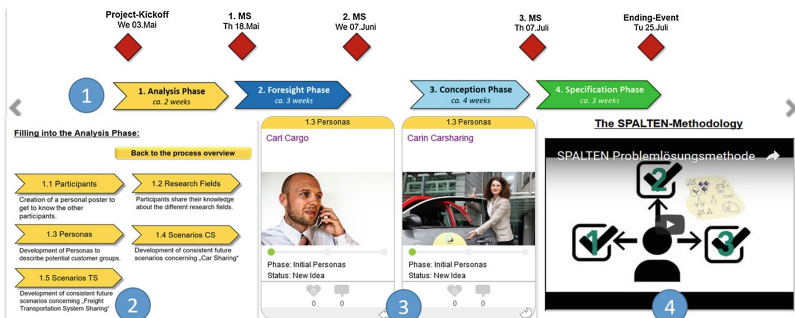 Project-Kickoff
We 03.Mai
1. MS
Th 18.Mai
2. MS
We 07.Juni
3. MS
Th 07.Juli
Ending-Event
Tu 25.Juli
1
1. Analysis Phase
ca. 2 weeks
2. Foresight Phase
ca. 3 weeks
3. Conception Phase
ca. 4 weeks
4. Specification Phase
ca. 3 weeks
Filling into the Analysis Phase:
Back to the process overview
1.1 Participants
Creation of a personal poster to
get to know the other
participants.
1.2 Research Fields
Participants share their knowledge
about the different research fields.
1.3 Personas
Development of Personas to
describe potential customer groups.
1.4 Scenarios CS
Development of consistent future
scenarios concerning „Car Sharing“
1.5 Scenarios TS
Development of consistent future
scenarios concerning „Freight
Transportation System Sharing“
2
1.3 Personas
Carl Cargo
Phase: Initial Personas
Status: New Idea
0
0
1.3 Personas
Carin Carsharing
Phase: Initial Personas
Status: New Idea
0
0
3
The SPALTEN-Methodology
SPALTEN Problemlösungsmethode
2
1
3
4